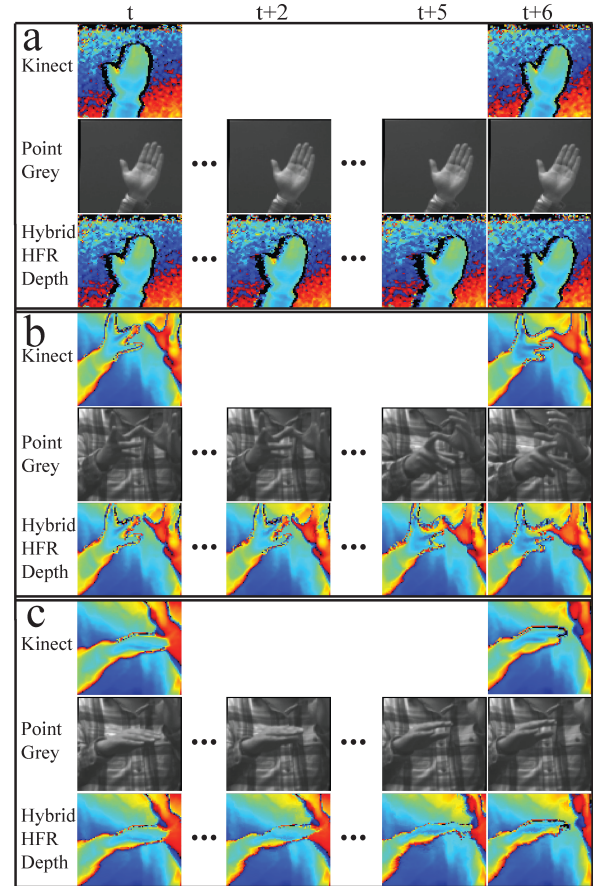 t t+2 t+5 t+6
a
Kinect
Point
Grey
Hybrid
HFR
Depth
b
Kinect
Point
Grey
Hybrid
HFR
Depth
c
Kinect
Point
Grey
Hybrid
HFR
Depth